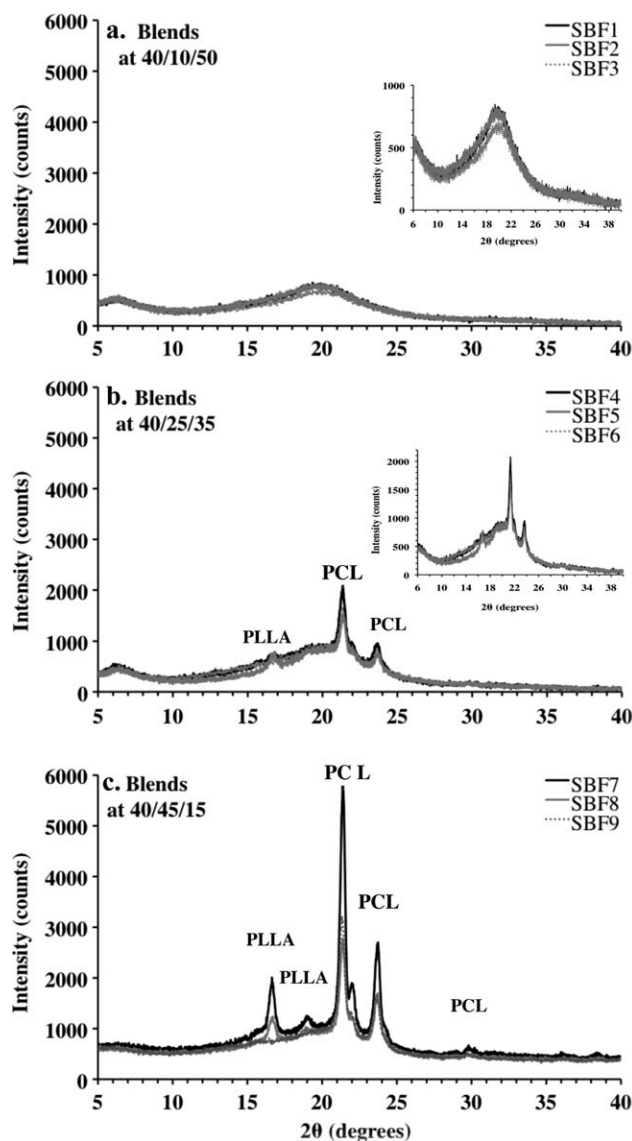 a. Blends
at 40/10/50
SBF1
SBF2
SBF3
Intensity (counts)
6000
5000
4000
3000
2000
1000
0
5 10 15 20 25 30 35 40
Intensity (counts)
1000
500
0
6 10 14 18 22 26 30 34 38
2θ (degrees)
b. Blends
at 40/25/35
SBF4
SBF5
SBF6
Intensity (counts)
6000
5000
4000
3000
2000
1000
0
PLLA
PCL
PCL
5 10 15 20 25 30 35 40
Intensity (counts)
2000
1500
1000
500
0
6 10 14 18 22 26 30 34 38
2θ (degrees)
c. Blends
at 40/45/15
SBF7
SBF8
SBF9
Intensity (counts)
6000
5000
4000
3000
2000
1000
0
PLLA
PLLA
PC L
PCL
PCL
5 10 15 20 25 30 35 40
2θ (degrees)